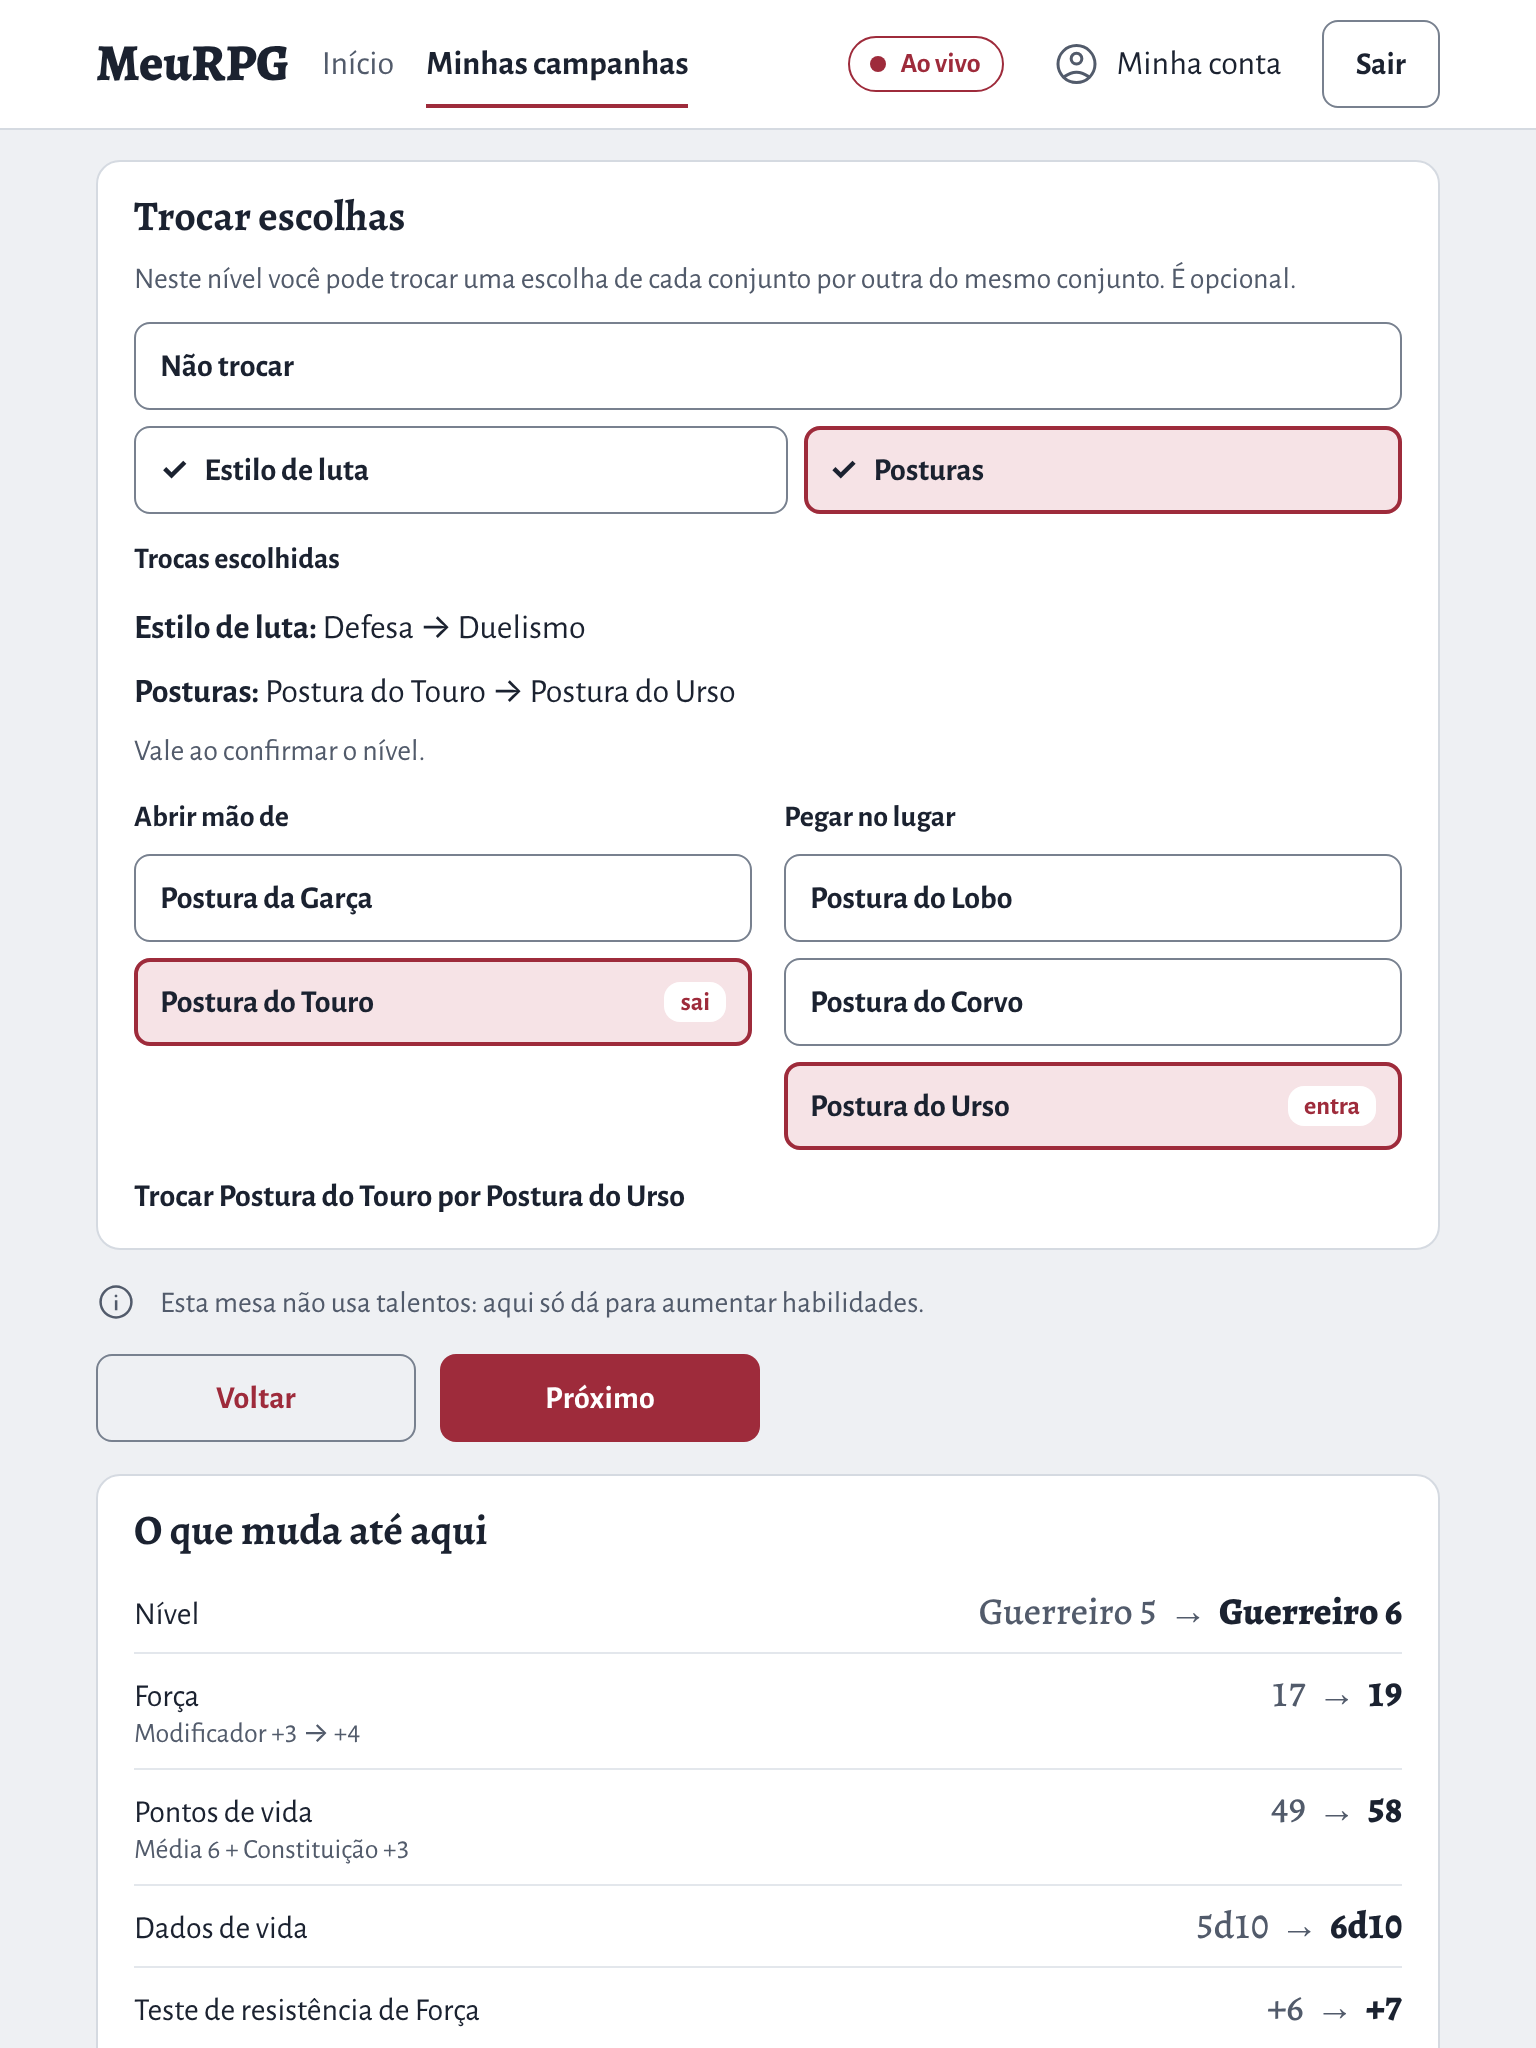 MeuRPG Início Minhas campanhas Ao vivo Minha conta Sair
Trocar escolhas
Neste nível você pode trocar uma escolha de cada conjunto por outra do mesmo conjunto. É opcional.
Não trocar
Estilo de luta Posturas
Trocas escolhidas
Estilo de luta: Defesa → Duelismo
Posturas: Postura do Touro → Postura do Urso
Vale ao confirmar o nível.
Abrir mão de
Postura da Garça
Postura do Touro sai
Pegar no lugar
Postura do Lobo
Postura do Corvo
Postura do Urso entra
Trocar Postura do Touro por Postura do Urso
Esta mesa não usa talentos: aqui só dá para aumentar habilidades.
Voltar Próximo
O que muda até aqui
Nível Guerreiro 5 → Guerreiro 6
Força 17 → 19
Modificador +3 → +4
Pontos de vida 49 → 58
Média 6 + Constituição +3
Dados de vida 5d10 → 6d10
Teste de resistência de Força +6 → +7